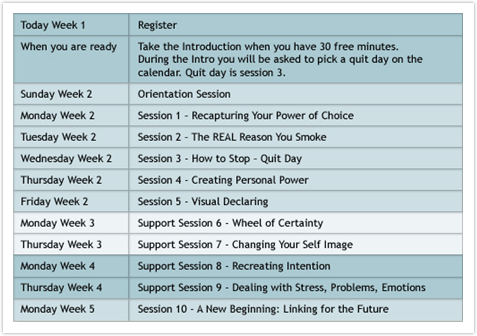 Today Week 1 Register
When you are ready Take the Introduction when you have 30 free minutes.
During the Intro you will be asked to pick a quit day on the
calendar. Quit day is session 3.
Sunday Week 2 Orientation Session
Monday Week 2 Session 1 – Recapturing Your Power of Choice
Tuesday Week 2 Session 2 – The REAL Reason You Smoke
Wednesday Week 2 Session 3 - How to Stop – Quit Day
Thursday Week 2 Session 4 - Creating Personal Power
Friday Week 2 Session 5 - Visual Declaring
Monday Week 3 Support Session 6 - Wheel of Certainty
Thursday Week 3 Support Session 7 - Changing Your Self Image
Monday Week 4 Support Session 8 - Recreating Intention
Thursday Week 4 Support Session 9 - Dealing with Stress, Problems, Emotions
Monday Week 5 Session 10 - A New Beginning: Linking for the Future